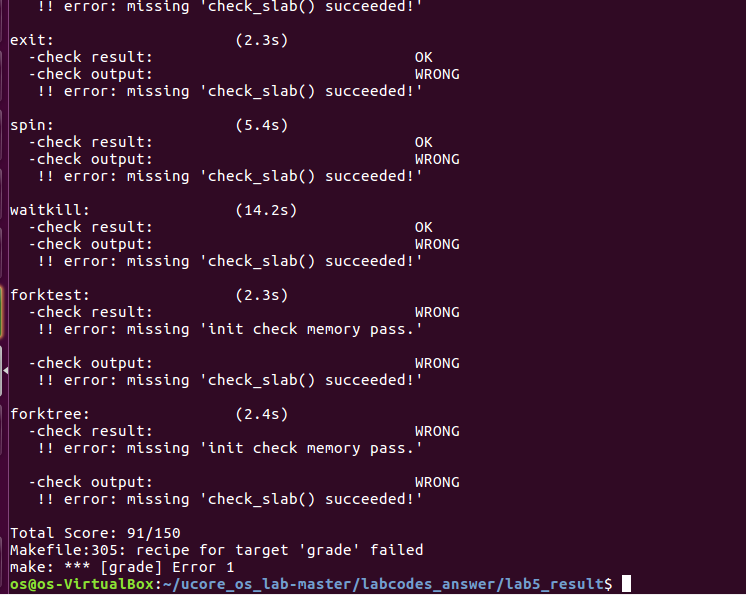 !! error: missing 'check_slab() succeeded!'
exit: (2.3s)
-check result: OK
-check output: WRONG
!! error: missing 'check_slab() succeeded!'
spin: (5.4s)
-check result: OK
-check output: WRONG
!! error: missing 'check_slab() succeeded!'
waitkill: (14.2s)
-check result: OK
-check output: WRONG
!! error: missing 'check_slab() succeeded!'
forktest: (2.3s)
-check result: WRONG
!! error: missing 'init check memory pass.'
-check output: WRONG
!! error: missing 'check_slab() succeeded!'
forktree: (2.4s)
-check result: WRONG
!! error: missing 'init check memory pass.'
-check output: WRONG
!! error: missing 'check_slab() succeeded!'
Total Score: 91/150
Makefile:305: recipe for target 'grade' failed
make: *** [grade] Error 1
os@os-VirtualBox:~/ucore_os_lab-master/labcodes_answer/lab5_result$